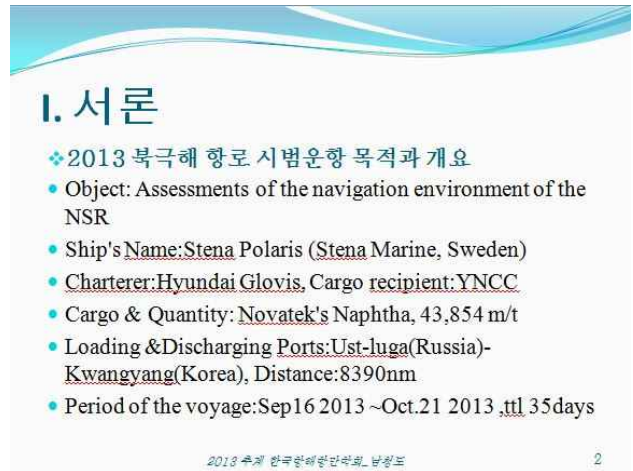 I. 서론
❖2013 북극해 항로 시범운항 목적과 개요
• Object: Assessments of the navigation environment of the
NSR
• Ship's Name:Stena Polaris (Stena Marine, Sweden)
• Charterer:Hyundai Glovis, Cargo recipient:YNCC
• Cargo & Quantity: Novatek's Naphtha, 43,854 m/t
• Loading &Discharging Ports:Ust-luga(Russia)-
Kwangyang(Korea), Distance:8390nm
• Period of the voyage:Sep16 2013 ~Oct.21 2013 ,ttl 35days
2013 추계 한국항해항만학회_남청도
2